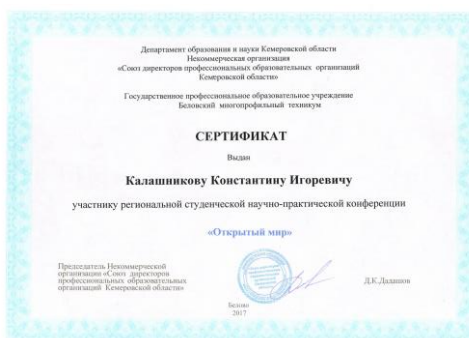 Департамент образования и науки Кемеровской области
Некоммерческая организация
«Союз директоров профессиональных образовательных организаций
Кемеровской области»
Государственное профессиональное образовательное учреждение
Беловский многопрофильный техникум
СЕРТИФИКАТ
Выдан
Калашникову Константину Игоревичу
участнику региональной студенческой научно-практической конференции
«Открытый мир»
Председатель Некоммерческой
организации «Союз директоров
профессиональных образовательных
организаций Кемеровской области»
Д.К.Дадашов
Белово
2017